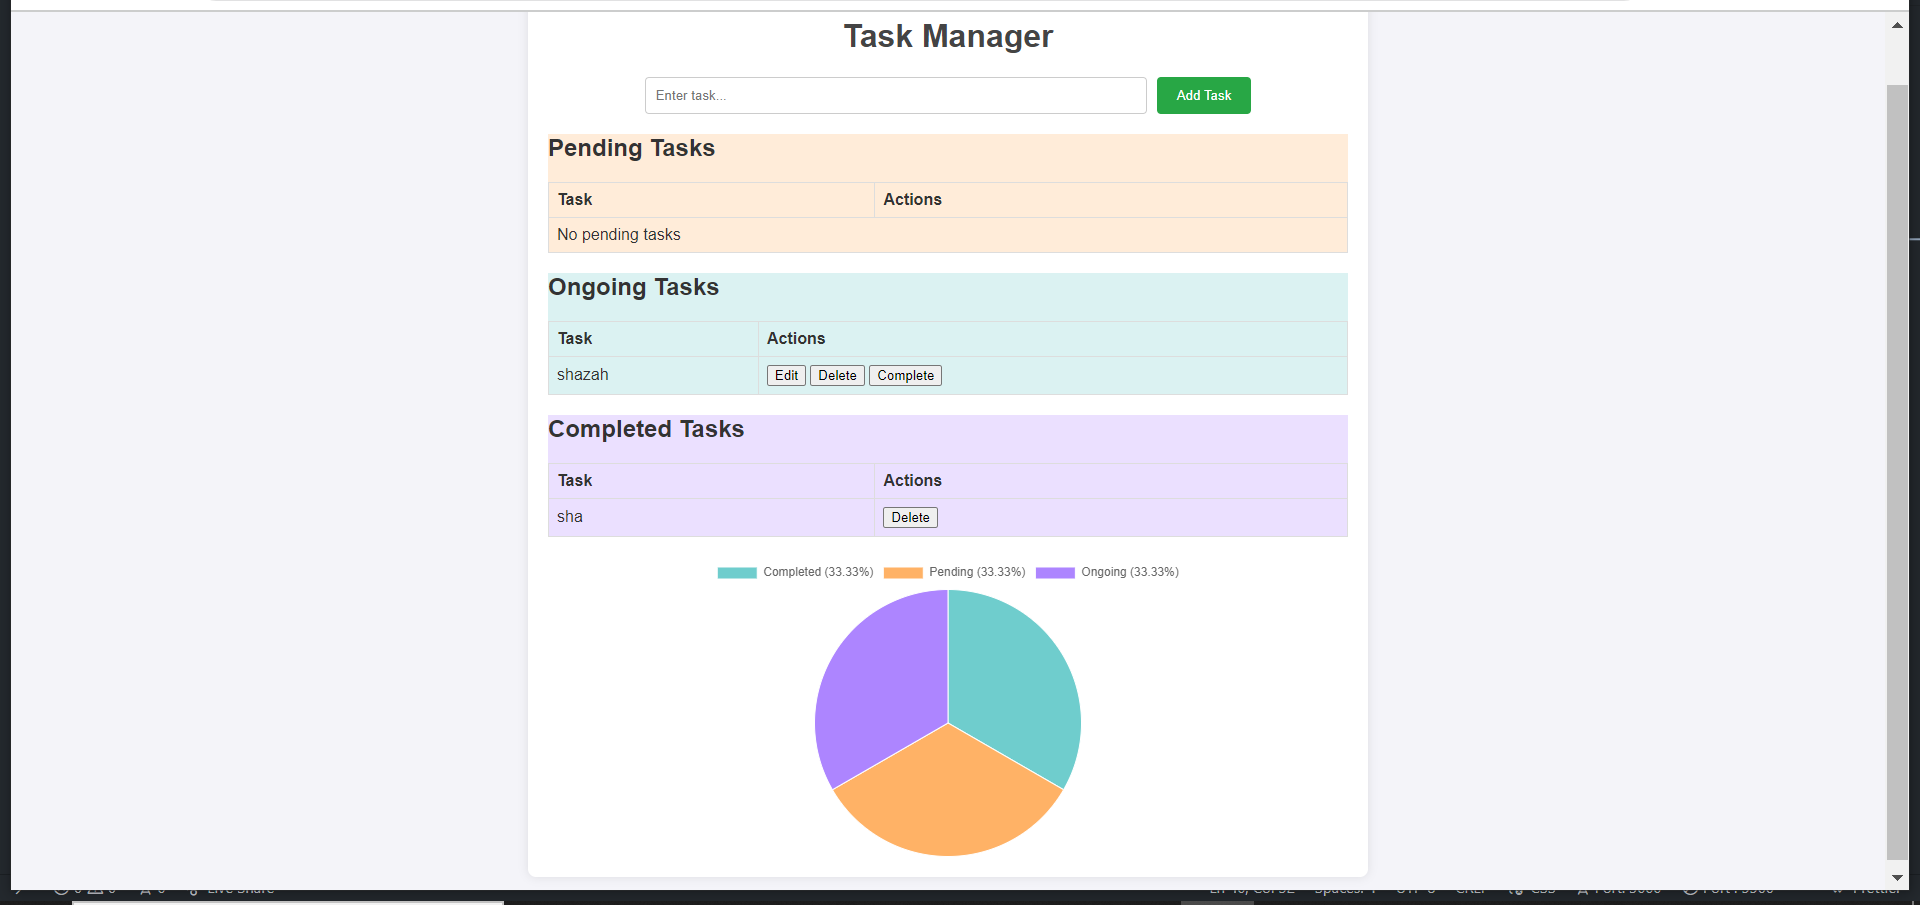 Task Manager
Enter task... Add Task
Pending Tasks
Task Actions
No pending tasks
Ongoing Tasks
Task Actions
shazah Edit Delete Complete
Completed Tasks
Task Actions
sha Delete
Completed (33.33%) Pending (33.33%) Ongoing (33.33%)